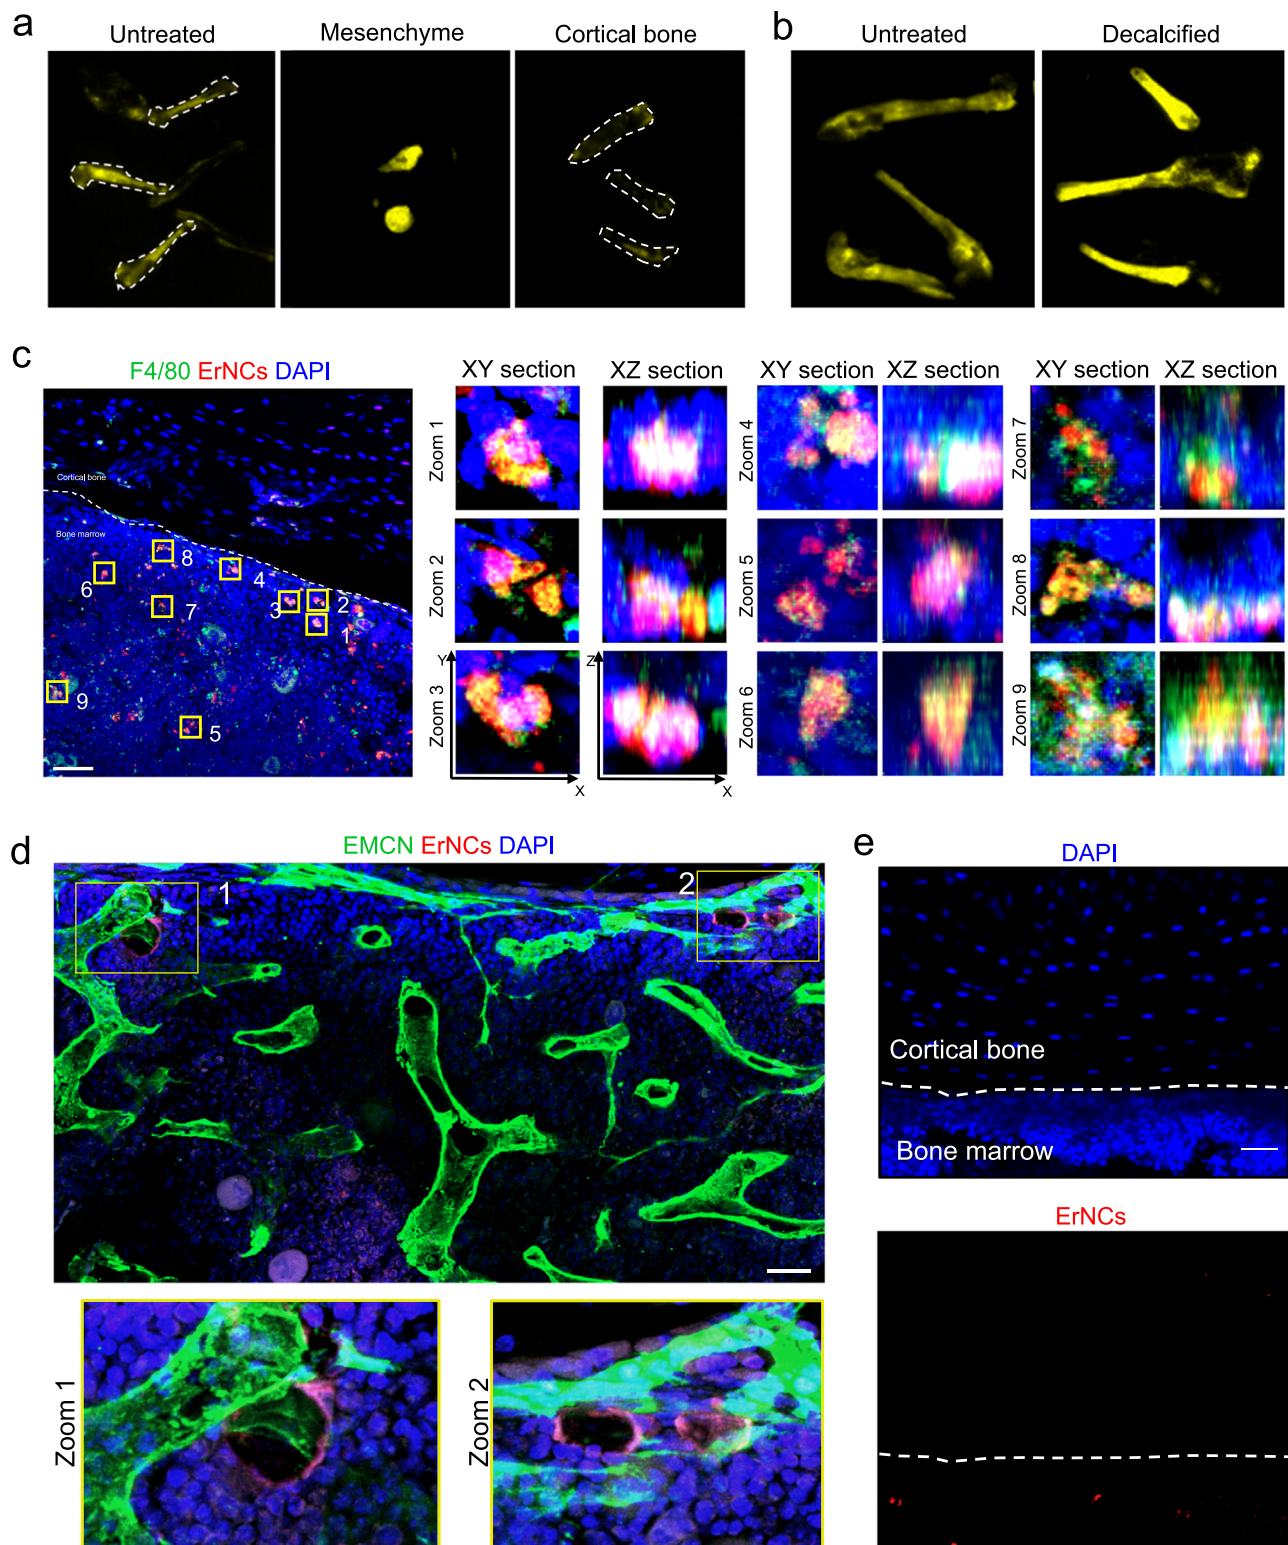 a
Untreated
Mesenchyme
Cortical bone
b
Untreated
Decalcified
c
F4/80 ErNCs DAPI
Cortical bone
Bone marrow
8
6
4
7
3
2
1
9
5
XY section
XZ section
XY section
XZ section
XY section
XZ section
Zoom 1
Zoom 4
Zoom 7
Zoom 2
Zoom 5
Zoom 8
Y
Z
Zoom 3
Zoom 6
Zoom 9
X
X
d
EMCN ErNCs DAPI
1
2
Zoom 1
Zoom 2
e
DAPI
Cortical bone
Bone marrow
ErNCs